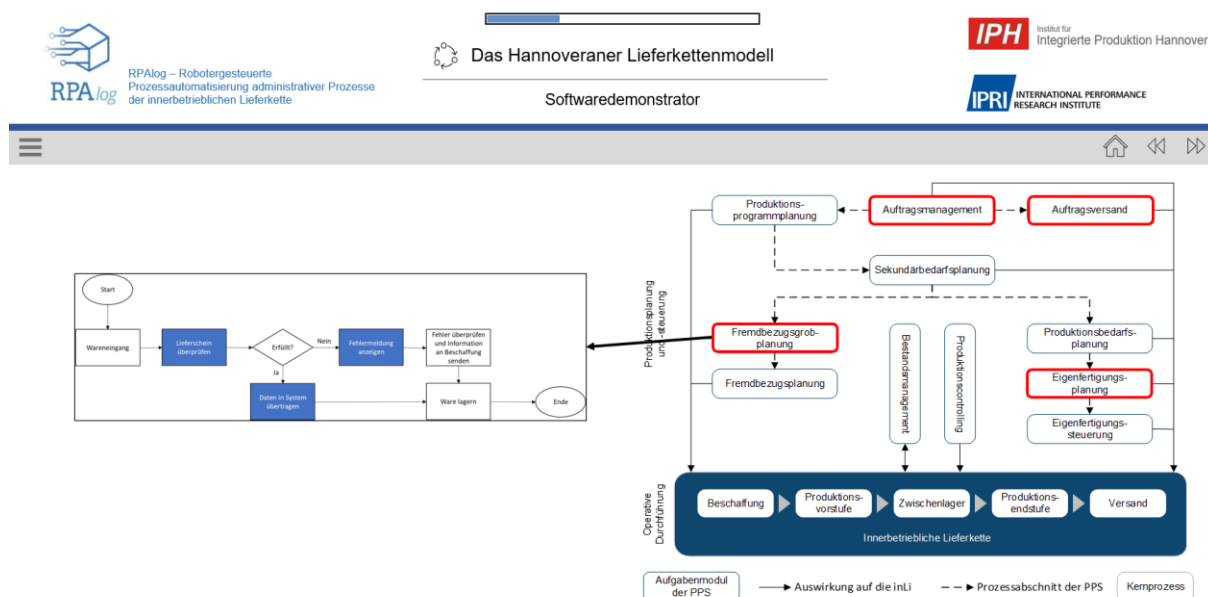 RPAlog
RPAlog – Robotergesteuerte
Prozessautomatisierung administrativer Prozesse
der innerbetrieblichen Lieferkette
Das Hannoveraner Lieferkettenmodell
Softwaredemonstrator
IPH
Institut für
Integrierte Produktion Hannover
IPRI
INTERNATIONAL PERFORMANCE
RESEARCH INSTITUTE
Start
Wareneingang
Lieferschein
überprüfen
Erfüllt?
Nein
Ja
Fehlermeldung
anzeigen
Fehler überprüfen
und Information
an Beschaffung
senden
Daten in System
übertragen
Ware lagern
Ende
Produktionsplanung
und -steuerung
Produktions-
programmplanung
Auftragsmanagement
Auftragsversand
Sekundärbedarfsplanung
Fremdbezugsgrob-
planung
Fremdbezugsplanung
Bestandsmanagement
Produktionscontrolling
Produktionsbedarfs-
planung
Eigenfertigungs-
planung
Eigenfertigungs-
steuerung
Operative
Durchführung
Beschaffung
Produktions-
vorstufe
Zwischenlager
Produktions-
endstufe
Versand
Innerbetriebliche Lieferkette
Aufgabenmodul
der PPS
Auswirkung auf die inLi
Prozessabschnitt der PPS
Kernprozess